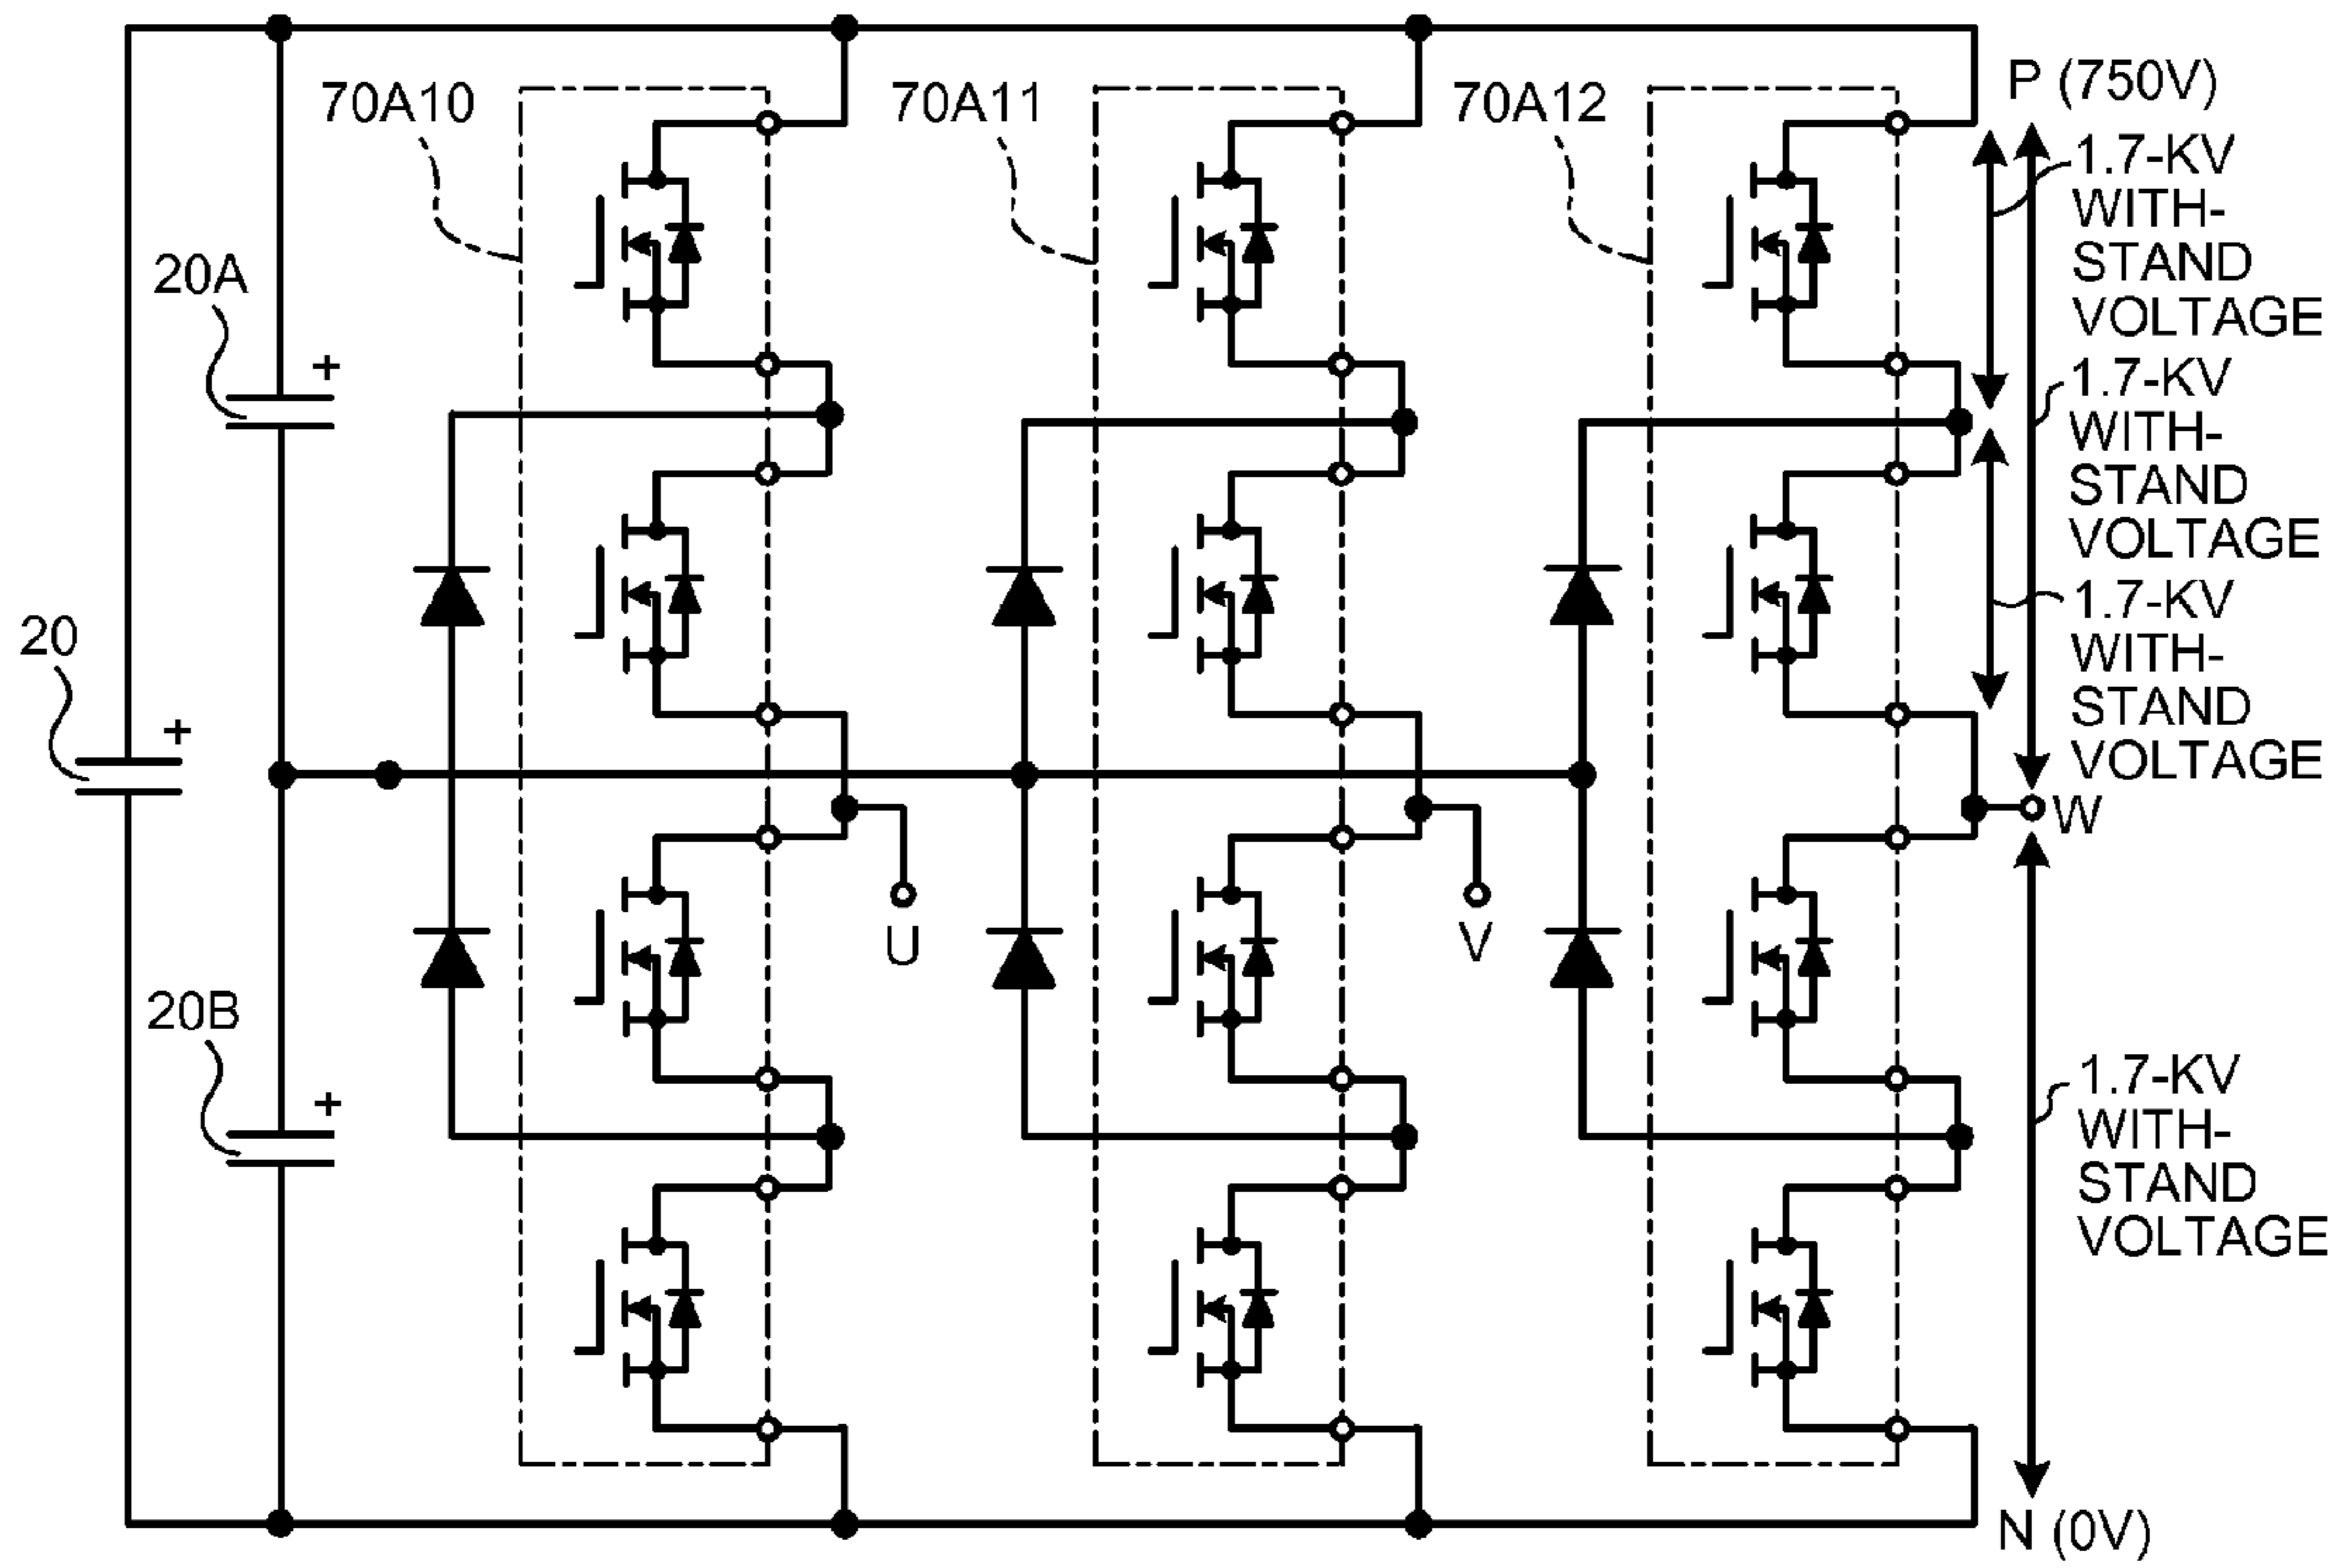 P (750V)
70A10
70A11
70A12
1.7-KV
WITH-
STAND
VOLTAGE
20A
+
1.7-KV
WITH-
STAND
VOLTAGE
20
+
1.7-KV
WITH-
STAND
VOLTAGE
W
U
V
20B
+
1.7-KV
WITH-
STAND
VOLTAGE
N (0V)